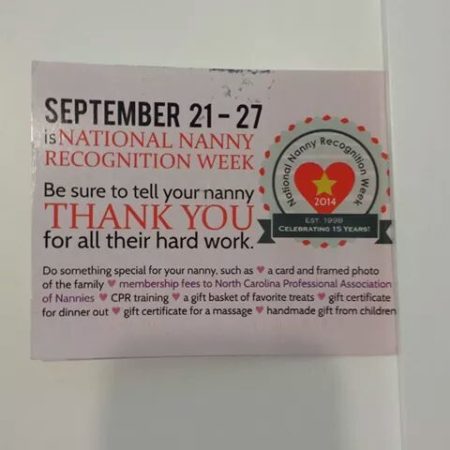 SEPTEMBER 21 – 27
is NATIONAL NANNY
RECOGNITION WEEK
Be sure to tell your nanny
THANK YOU
for all their hard work.
National Nanny Recognition Week
2014
EST. 1998
CELEBRATING 15 YEARS!
Do something special for your nanny, such as ♥ a card and framed photo
of the family ♥ membership fees to North Carolina Professional Association
of Nannies ♥ CPR training ♥ a gift basket of favorite treats ♥ gift certificate
for dinner out ♥ gift certificate for a massage ♥ handmade gift from children